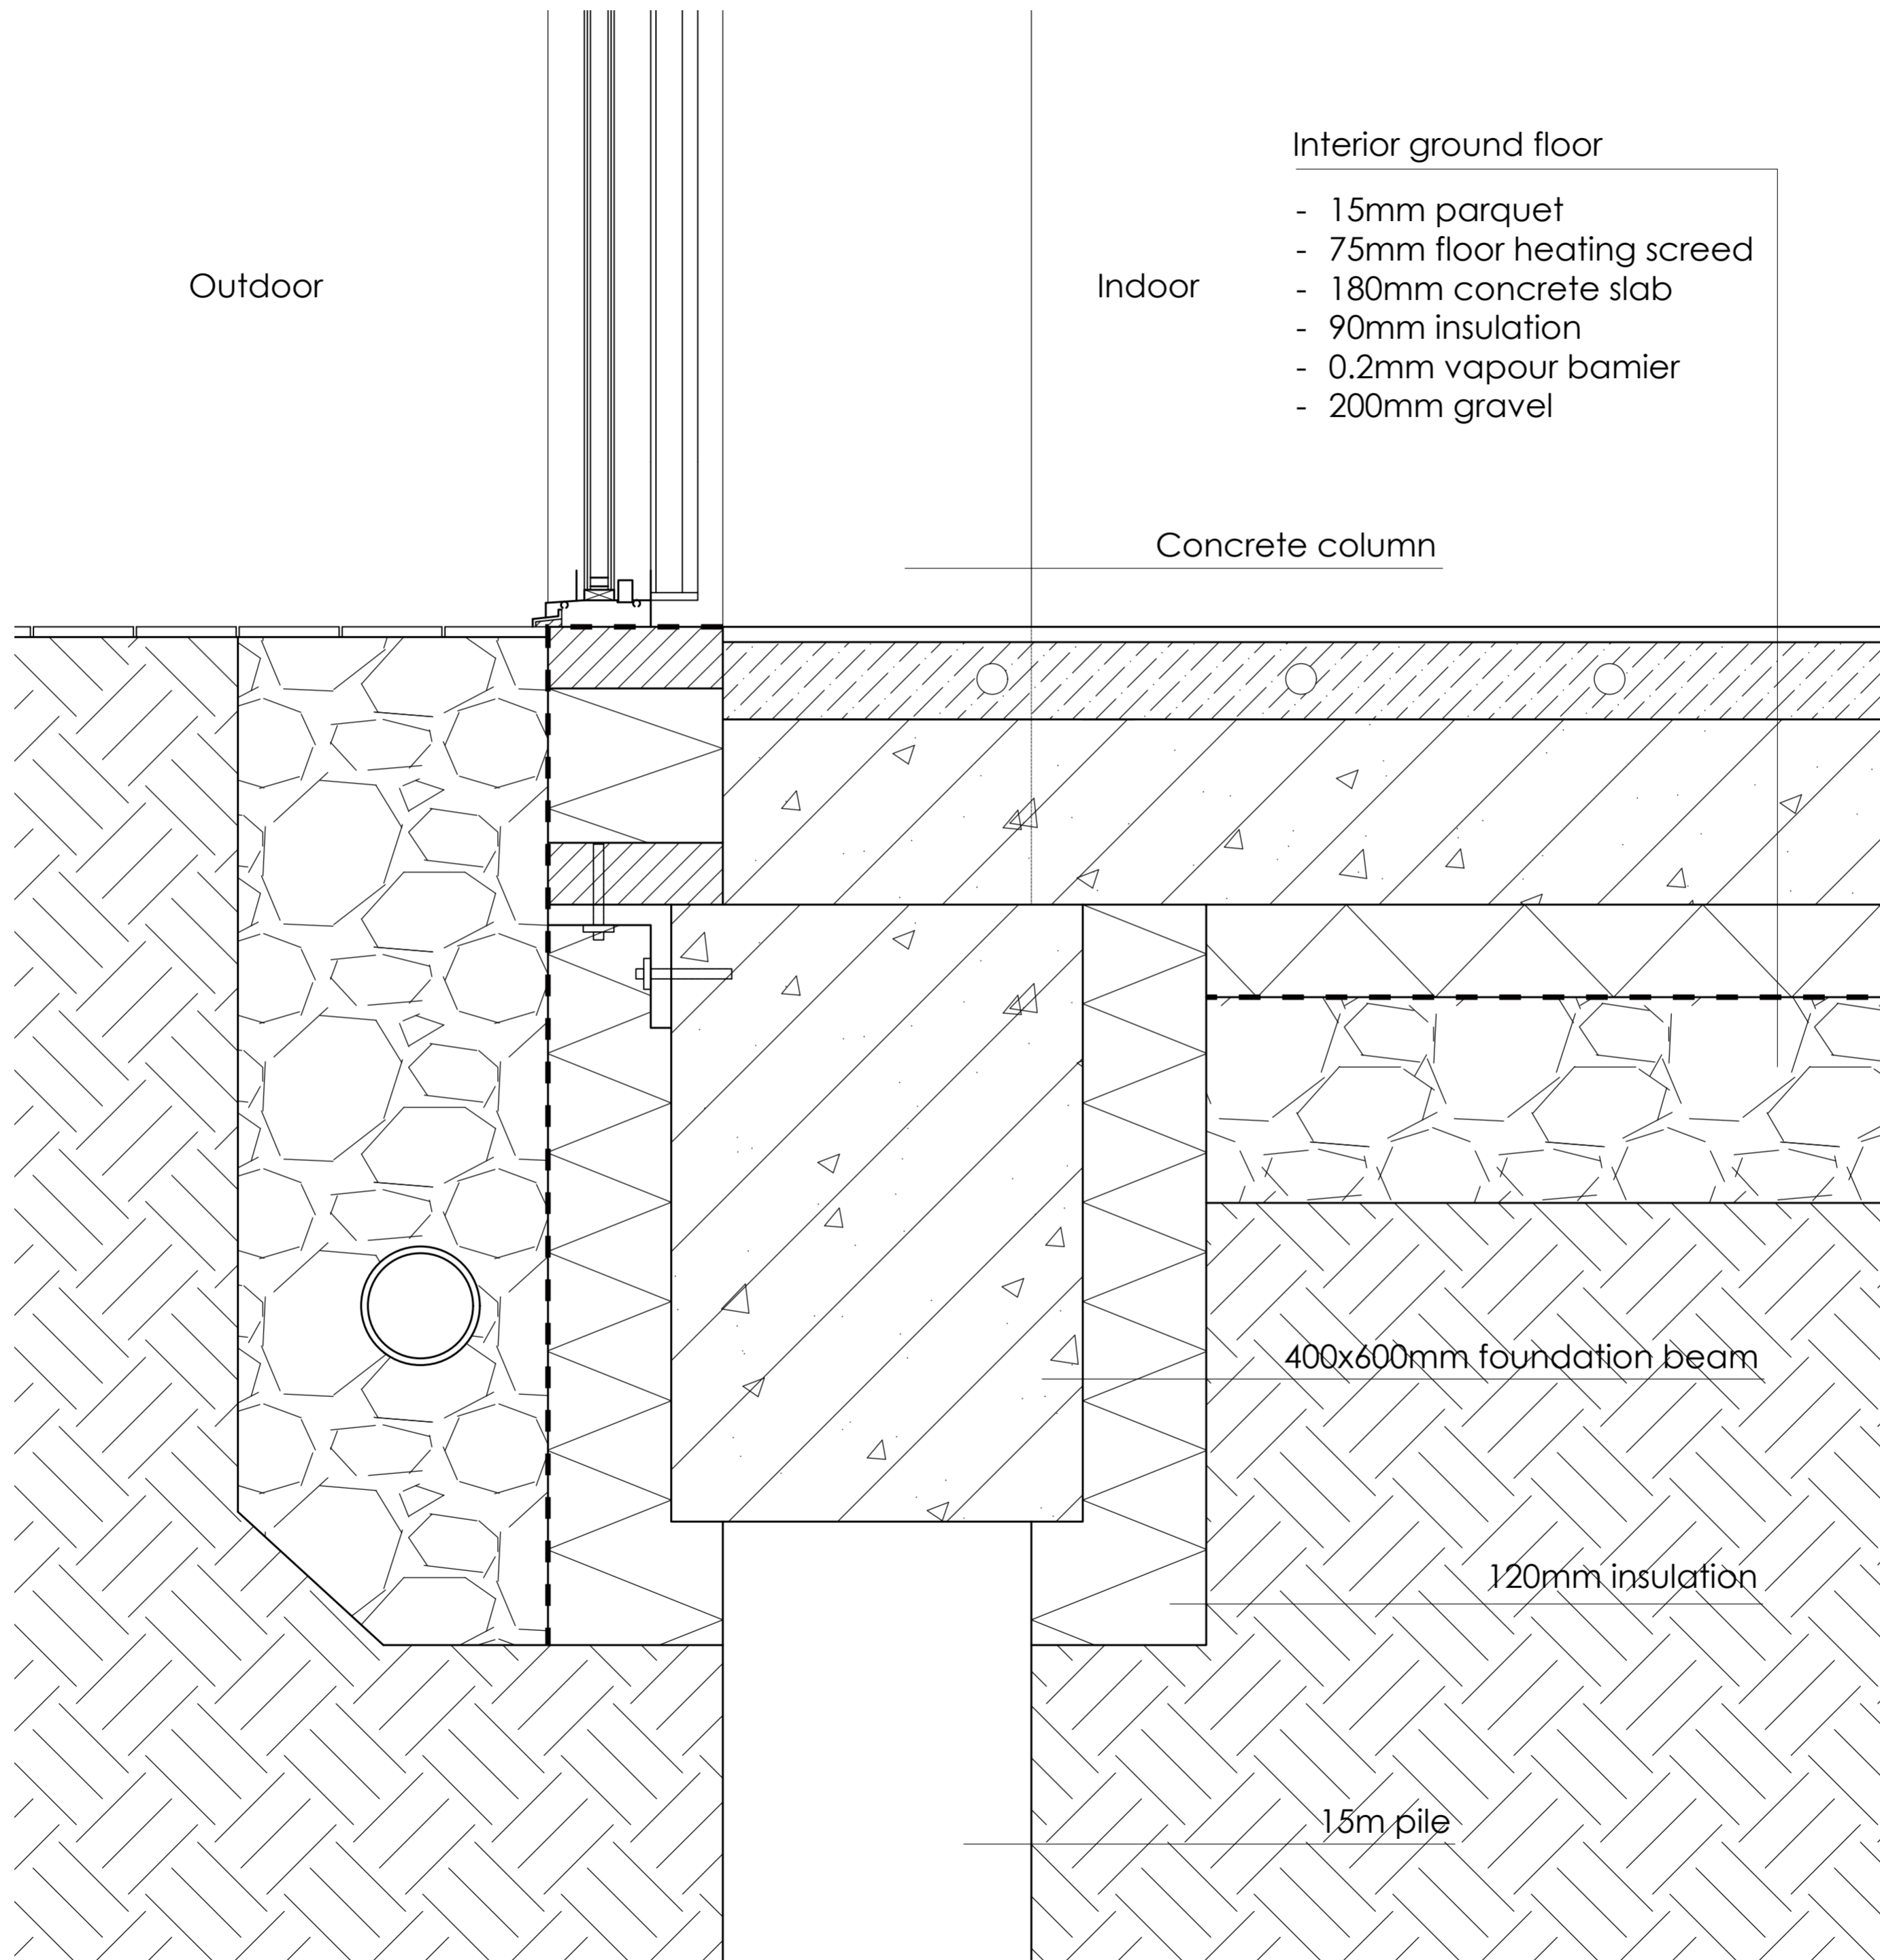 Interior ground floor
- 15mm parquet
- 75mm floor heating screed
- 180mm concrete slab
- 90mm insulation
- 0.2mm vapour bamier
- 200mm gravel
Outdoor
Indoor
Concrete column
400x600mm foundation beam
120mm insulation
15m pile